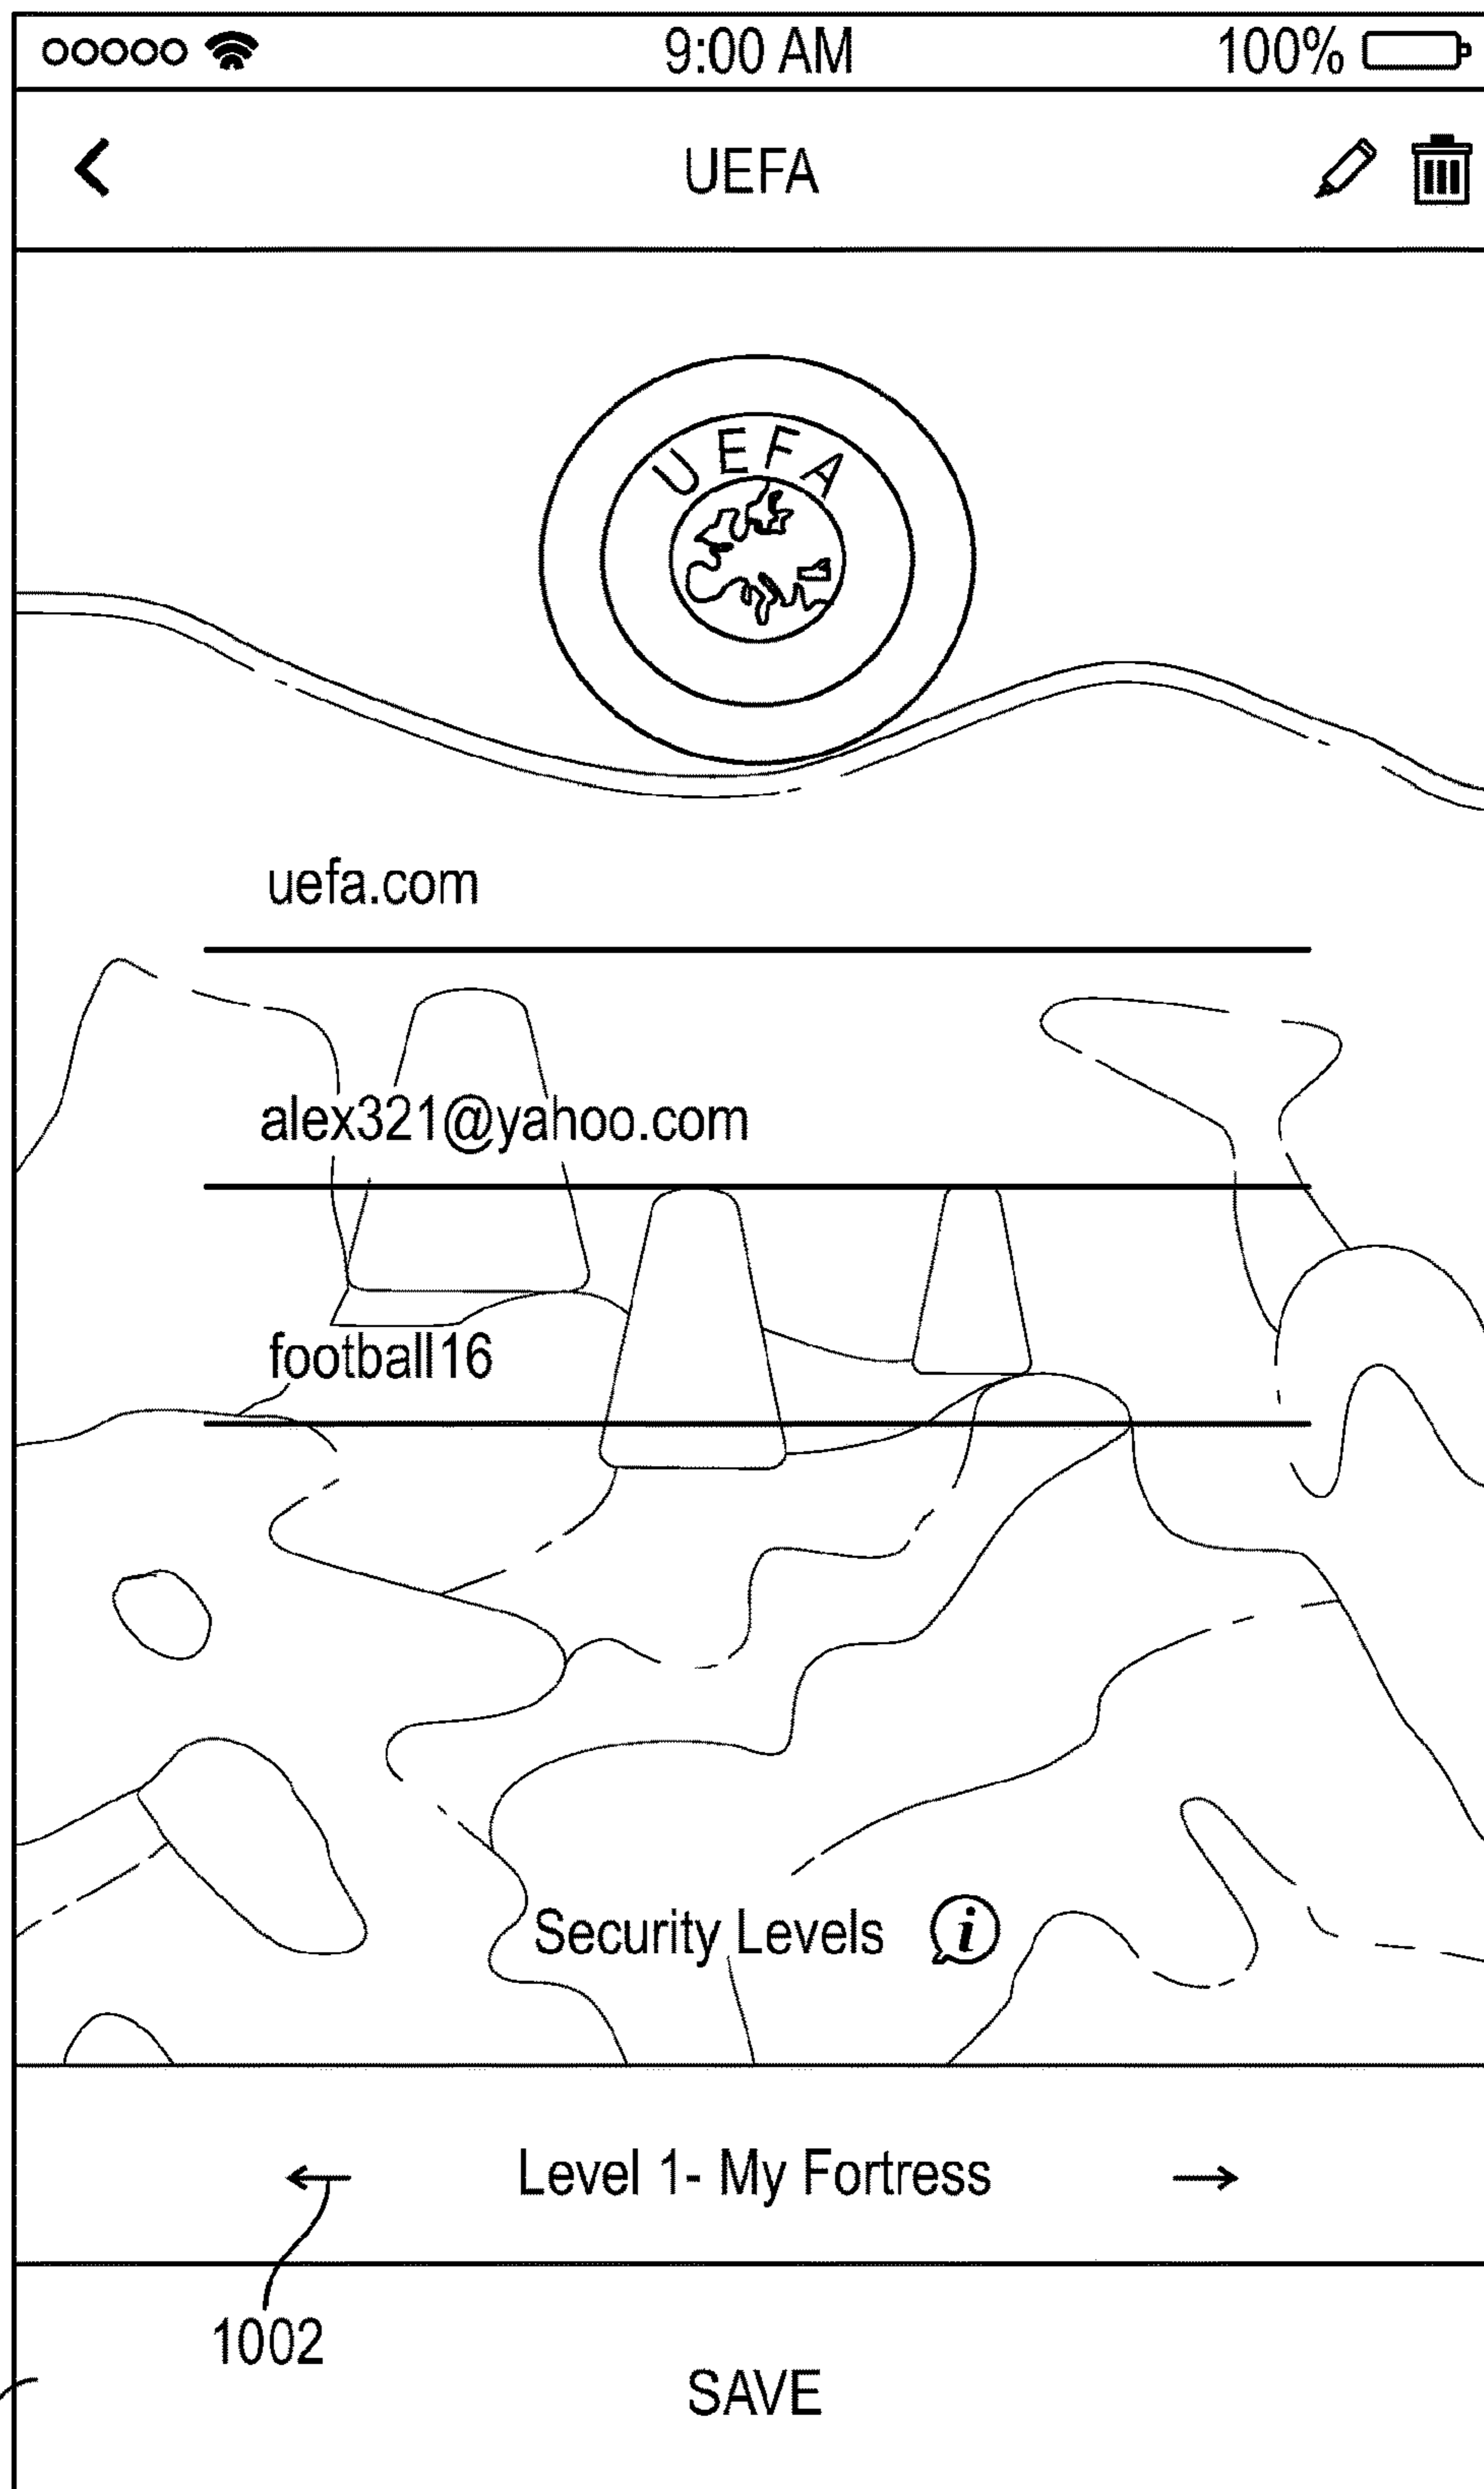 9:00 AM 100%
UEFA
UEFA
uefa.com
alex321@yahoo.com
football16
Security Levels i
Level 1- My Fortress
1002
SAVE